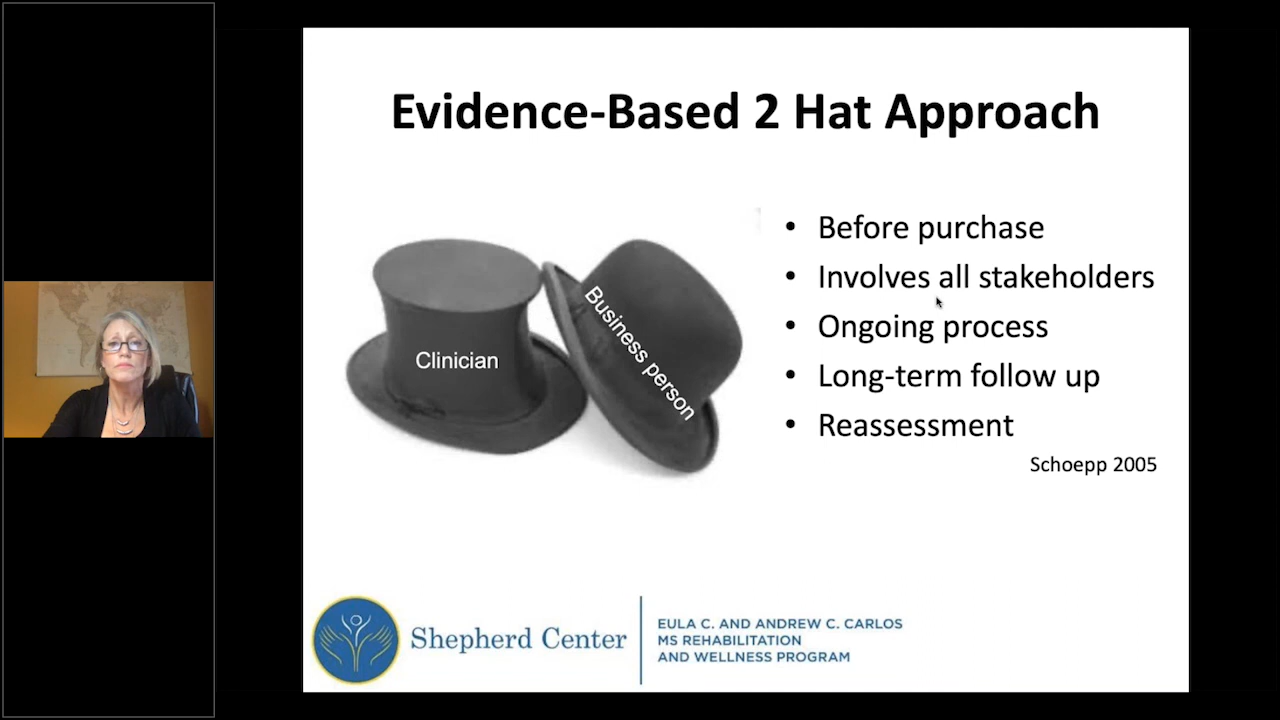 Evidence-Based 2 Hat Approach
Clinician
Business person
• Before purchase
• Involves all stakeholders
• Ongoing process
• Long-term follow up
• Reassessment
Schoepp 2005
Shepherd Center
EULA C. AND ANDREW C. CARLOS
MS REHABILITATION
AND WELLNESS PROGRAM